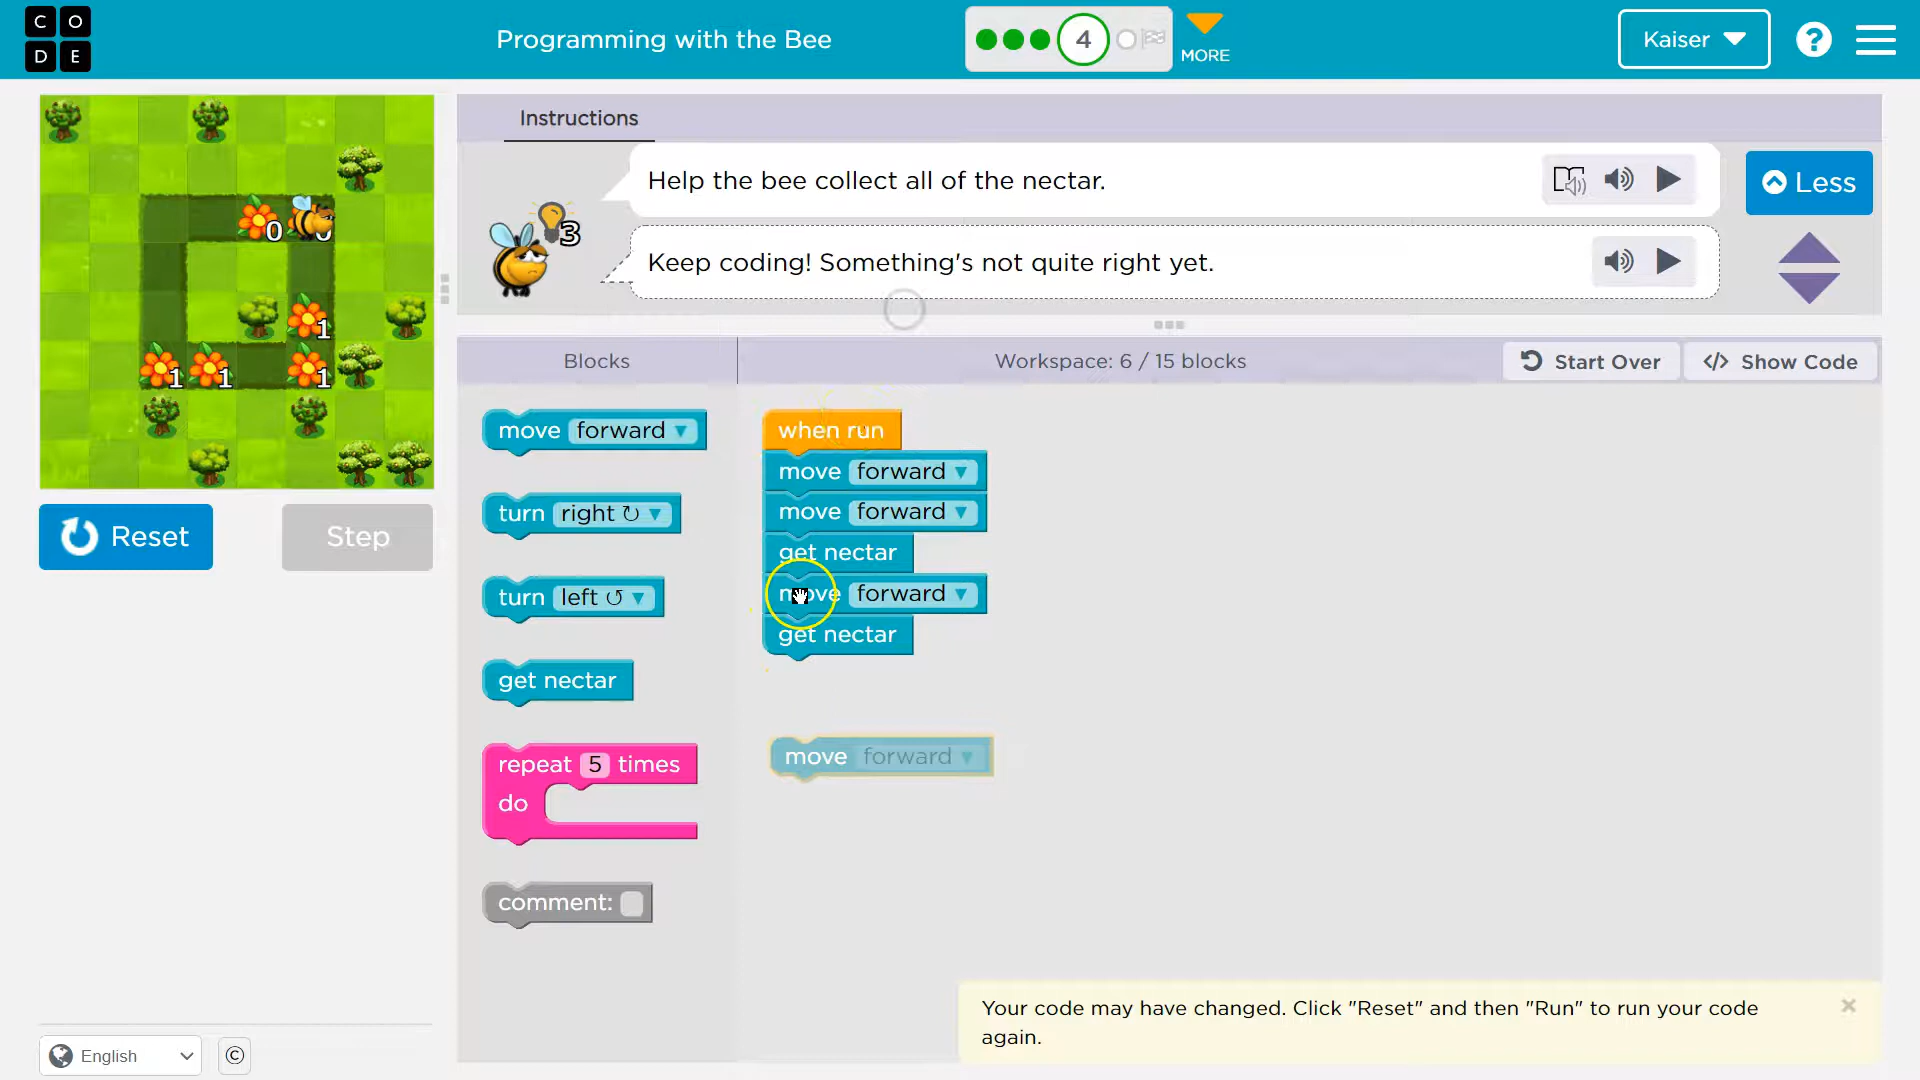 C O
D E
Programming with the Bee
4
MORE
Kaiser
?
Instructions
Help the bee collect all of the nectar.
Less
3
Keep coding! Something's not quite right yet.
0
0
1
1
1
1
Blocks
Workspace: 6 / 15 blocks
Start Over
</> Show Code
move forward
turn right
turn left
get nectar
repeat 5 times
do
comment:
when run
move forward
move forward
get nectar
move forward
get nectar
move forward
Reset
Step
Your code may have changed. Click "Reset" and then "Run" to run your code
again.
English
©